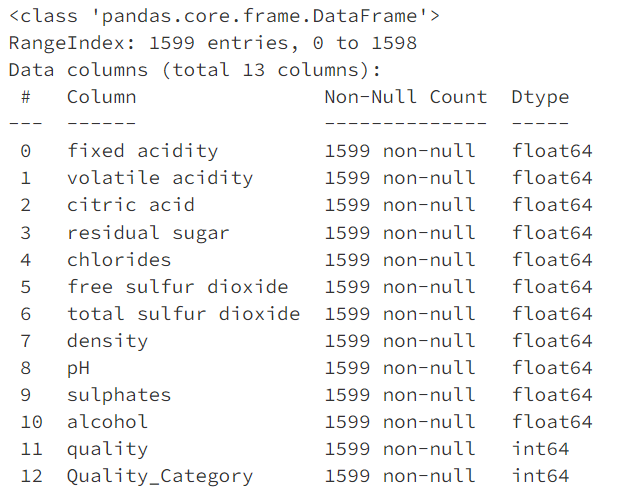 <class 'pandas.core.frame.DataFrame'>
RangeIndex: 1599 entries, 0 to 1598
Data columns (total 13 columns):
 #   Column                Non-Null Count  Dtype
---  ------                --------------  -----
 0   fixed acidity         1599 non-null   float64
 1   volatile acidity      1599 non-null   float64
 2   citric acid           1599 non-null   float64
 3   residual sugar        1599 non-null   float64
 4   chlorides             1599 non-null   float64
 5   free sulfur dioxide   1599 non-null   float64
 6   total sulfur dioxide  1599 non-null   float64
 7   density               1599 non-null   float64
 8   pH                    1599 non-null   float64
 9   sulphates             1599 non-null   float64
 10  alcohol               1599 non-null   float64
 11  quality               1599 non-null   int64
 12  Quality_Category      1599 non-null   int64